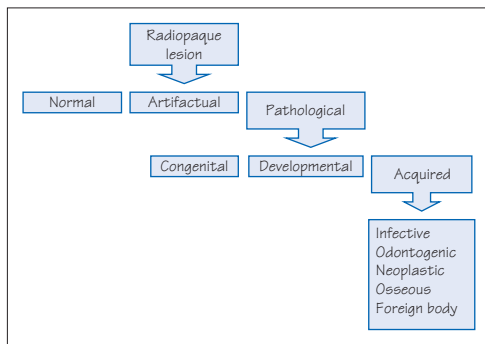 Radiopaque
lesion
Normal
Artifactual
Pathological
Congenital
Developmental
Acquired
Infective
Odontogenic
Neoplastic
Osseous
Foreign body